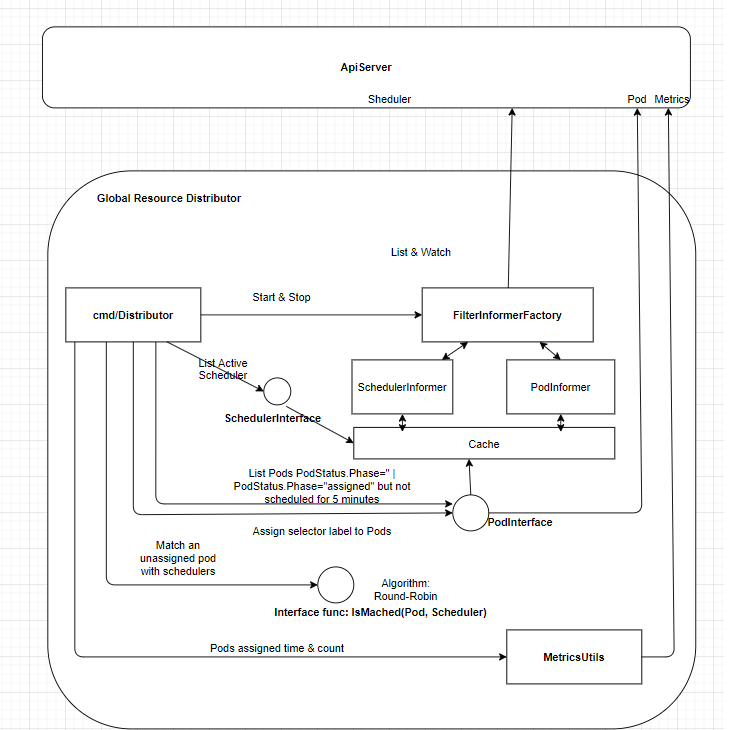 ApiServer
Sheduler
Pod
Metrics
Global Resource Distributor
List & Watch
Start & Stop
cmd/Distributor
FilterInformerFactory
List Active
Scheduler
SchedulerInformer
PodInformer
SchedulerInterface
Cache
List Pods PodStatus.Phase=" |
PodStatus.Phase="assigned" but not
scheduled for 5 minutes
PodInterface
Assign selector label to Pods
Match an
unassigned pod
with schedulers
Algorithm:
Round-Robin
Interface func: IsMached(Pod, Scheduler)
Pods assigned time & count
MetricsUtils